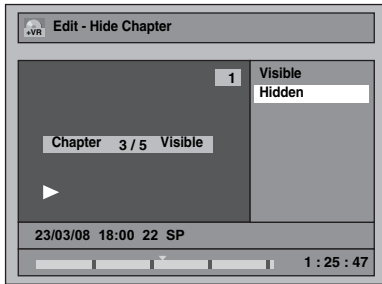 +VR Edit - Hide Chapter
1
Visible
Hidden
Chapter 3 / 5 Visible
23/03/08 18:00 22 SP
1 : 25 : 47